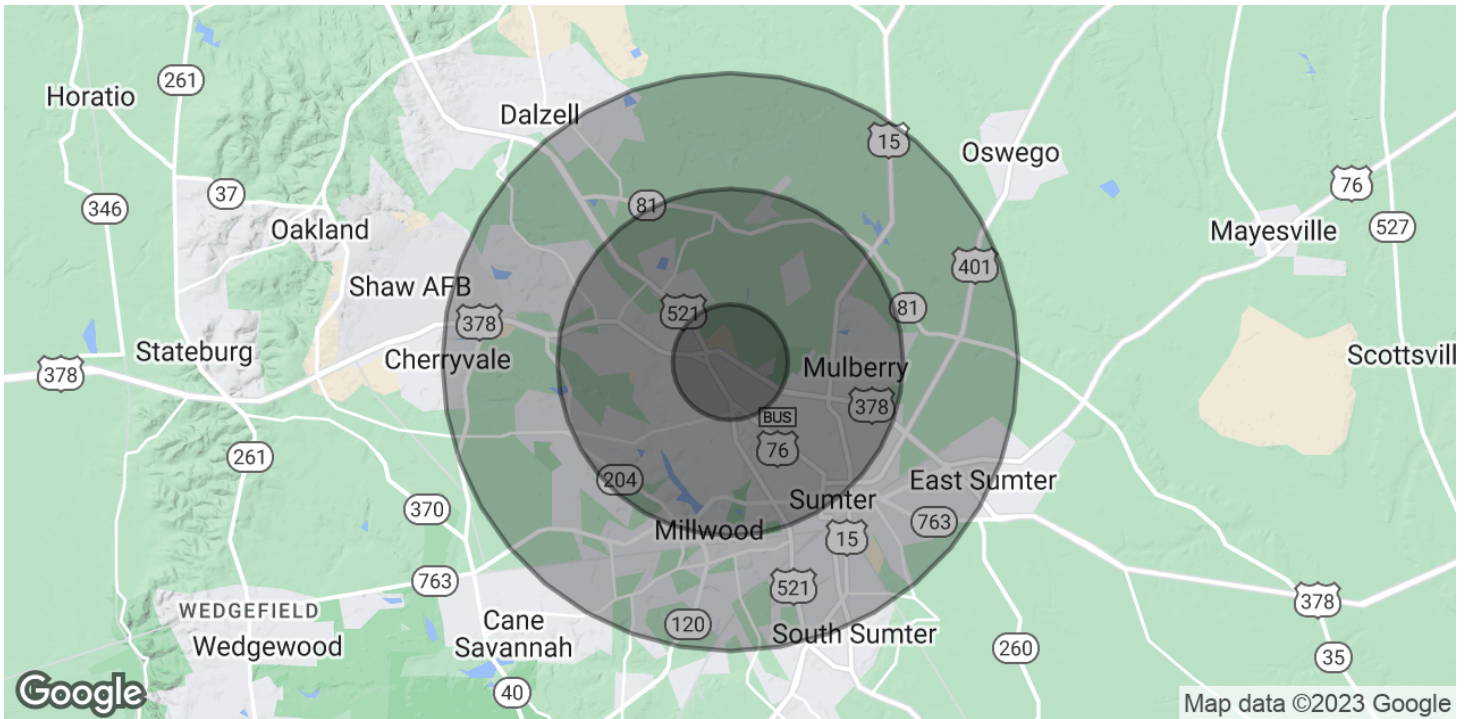 Horatio
261
Dalzell
15
Oswego
76
37
346
81
527
Oakland
Mayesville
401
Shaw AFB
521
81
378
Stateburg
Cherryvale
Mulberry
Scottsvill
378
378
BUS
76
261
204
East Sumter
Sumter
370
763
Millwood
15
763
521
378
WEDGEFIELD
Cane
Savannah
120
South Sumter
Wedgewood
260
35
40
Google
Map data ©2023 Google